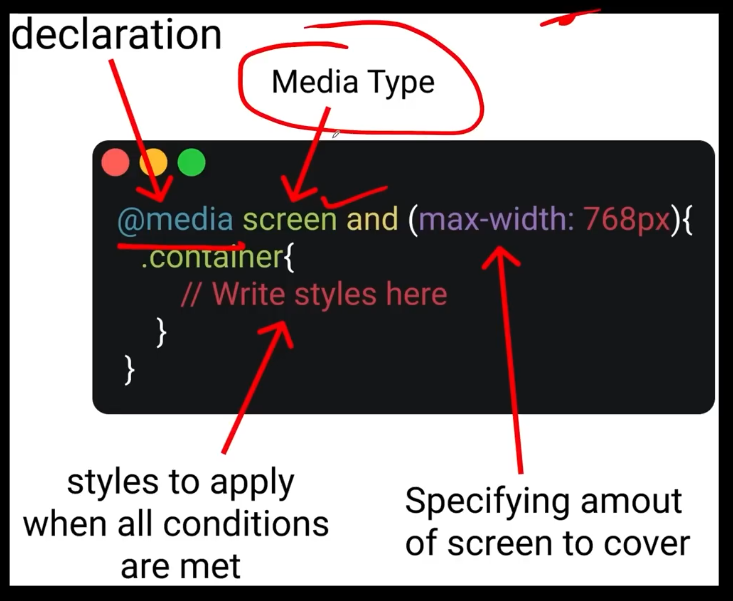 declaration
Media Type
@media screen and (max-width: 768px){
.container{
// Write styles here
}
}
styles to apply
when all conditions
are met
Specifying amout
of screen to cover